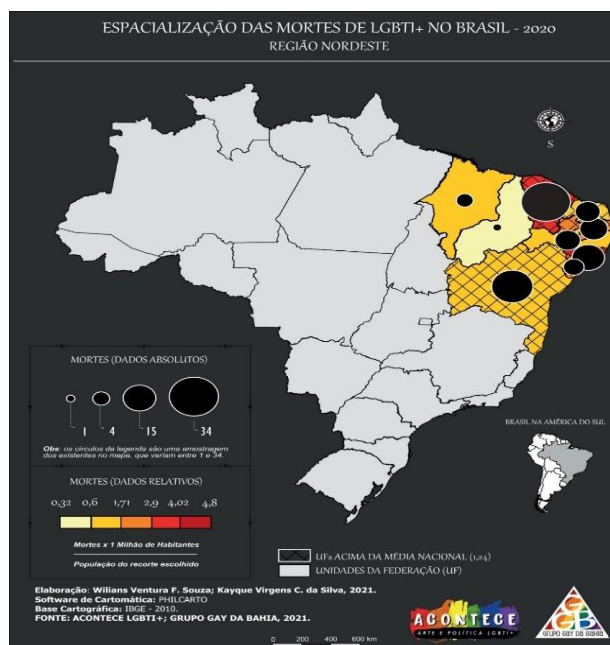 ESPACIALIZAÇÃO DAS MORTES DE LGBTI+ NO BRASIL - 2020
REGIÃO NORDESTE
S
MORTES (DADOS ABSOLUTOS)
1 4 15 34
Obs: os círculos de legenda são uma amostragem
dos existentes no mapa, que variam entre 1 e 34.
BRASIL NA AMÉRICA DO SUL
MORTES (DADOS RELATIVOS)
0,32 0,6 1,71 2,9 4,02 4,8
Mortes x 1 Milhão de Habitantes
População do recorte escolhido
UFs ACIMA DA MÉDIA NACIONAL (1,24)
UNIDADES DA FEDERAÇÃO (UF)
Elaboração: Wilians Ventura F. Souza; Kayque Virgens C. da Silva, 2021.
Software de Cartomática: PHILCARTO
Base Cartográfica: IBGE - 2010.
FONTE: ACONTECE LGBTI+; GRUPO GAY DA BAHIA, 2021.
ACONTECE
ARTE E POLÍTICA LGBTI+
GGB
GRUPO GAY DA BAHIA
0 200 400 600 km